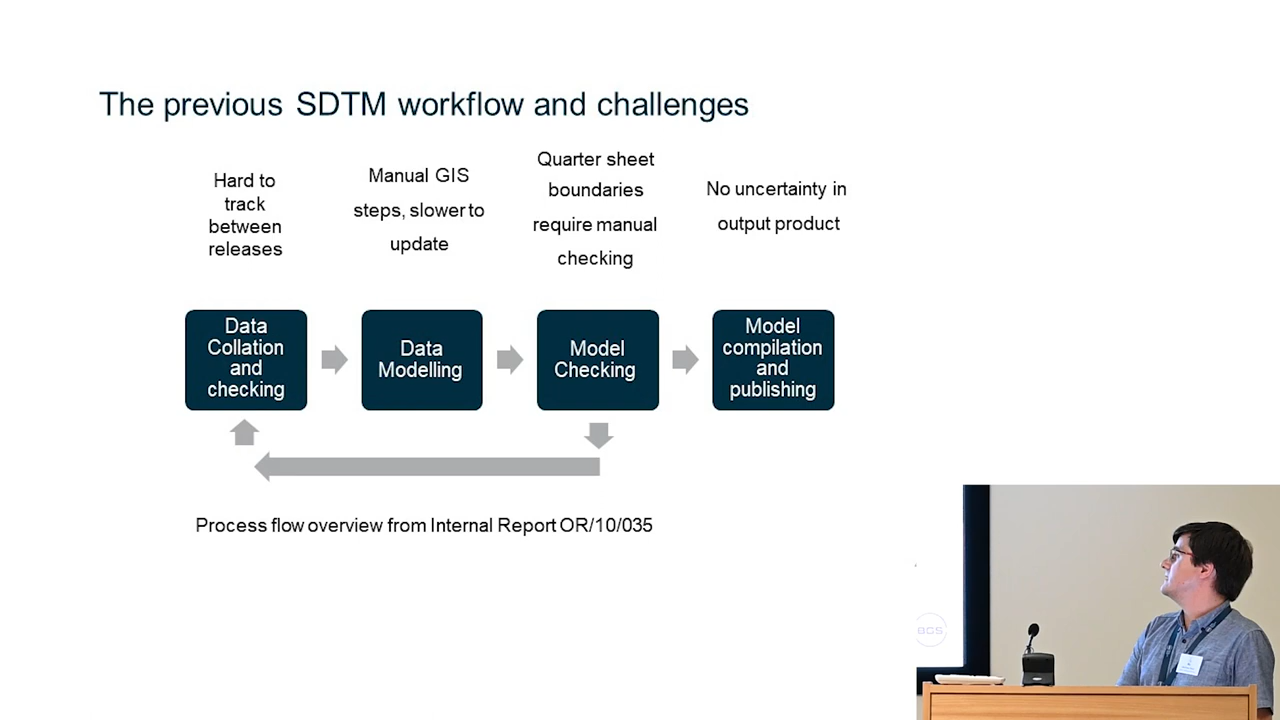 The previous SDTM workflow and challenges
Hard to
track
between
releases
Manual GIS
steps, slower to
update
Quarter sheet
boundaries
require manual
checking
No uncertainty in
output product
Data
Collation
and
checking
Data
Modelling
Model
Checking
Model
compilation
and
publishing
Process flow overview from Internal Report OR/10/035
BGS